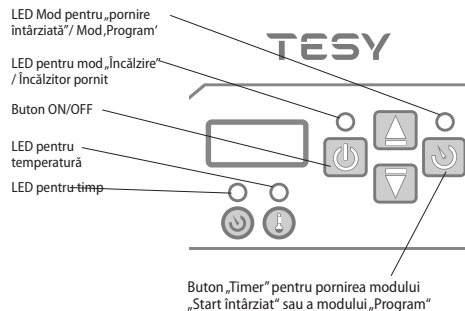 LED Mod pentru „pornire
întârziată”/ Mod ‚Program’
TESY
LED pentru mod „Încălzire”
/ Încălzitor pornit
Buton ON/OFF
LED pentru
temperatură
LED pentru timp
Buton „Timer” pentru pornirea modului
„Start întârziat” sau a modului „Program”